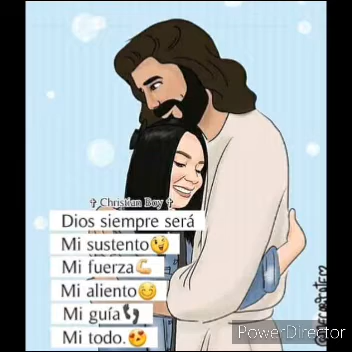 ✞ Christian Boy ✞
Dios siempre será
Mi sustento😜
Mi fuerza💪
Mi aliento😊
Mi guía👣
Mi todo.😍
PowerDirector